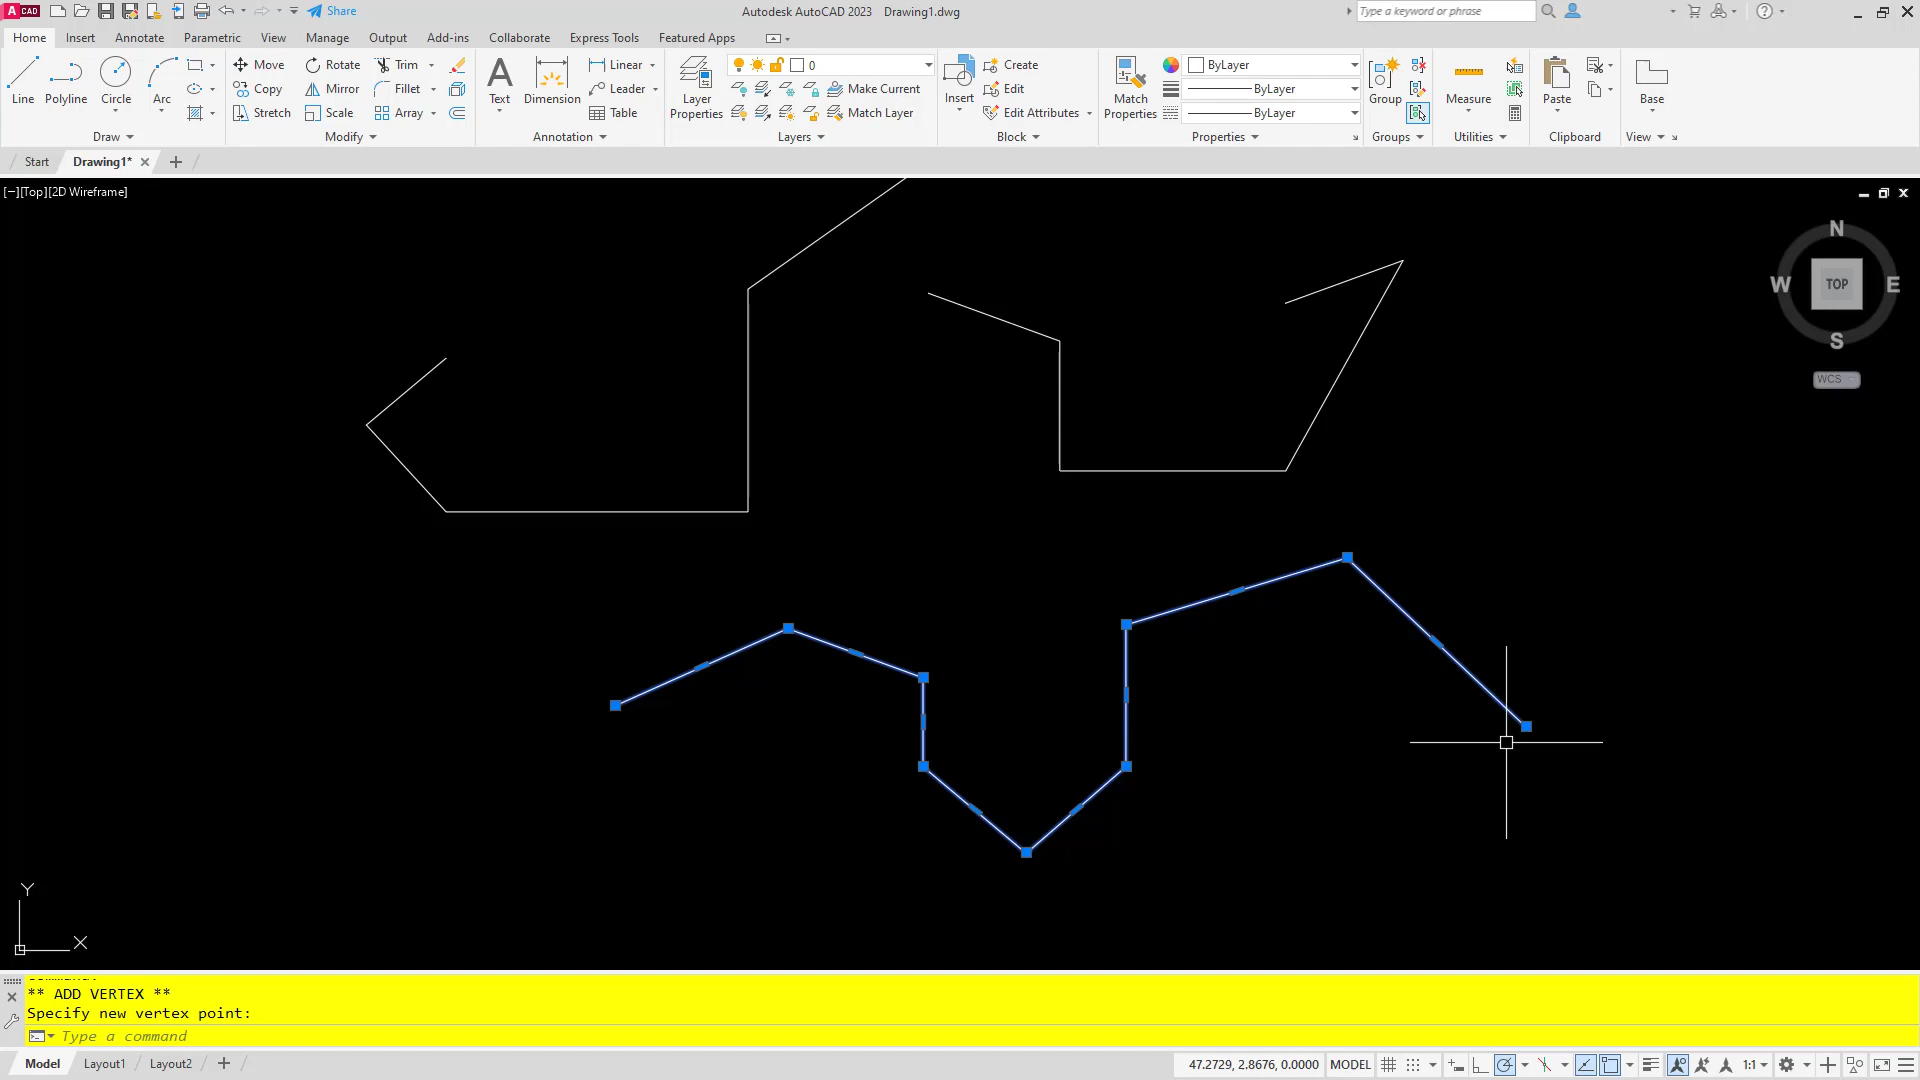 A CAD
Share
Autodesk AutoCAD 2023 Drawing1.dwg
Type a keyword or phrase
Home Insert Annotate Parametric View Manage Output Add-ins Collaborate Express Tools Featured Apps
Line Polyline Circle Arc
Draw
Move Rotate Trim
Copy Mirror Fillet
Stretch Scale Array
Modify
Text Dimension
Linear
Leader
Table
Annotation
Layer Properties
0
Make Current
Match Layer
Layers
Insert
Create
Edit
Edit Attributes
Block
Match Properties
ByLayer
ByLayer
ByLayer
Properties
Group
Groups
Measure
Utilities
Paste
Clipboard
Base
View
Start Drawing1*
[−][Top][2D Wireframe]
N
W TOP E
S
WCS
Y
X
** ADD VERTEX **
Specify new vertex point:
Type a command
Model Layout1 Layout2
47.2729, 2.8676, 0.0000 MODEL 1:1